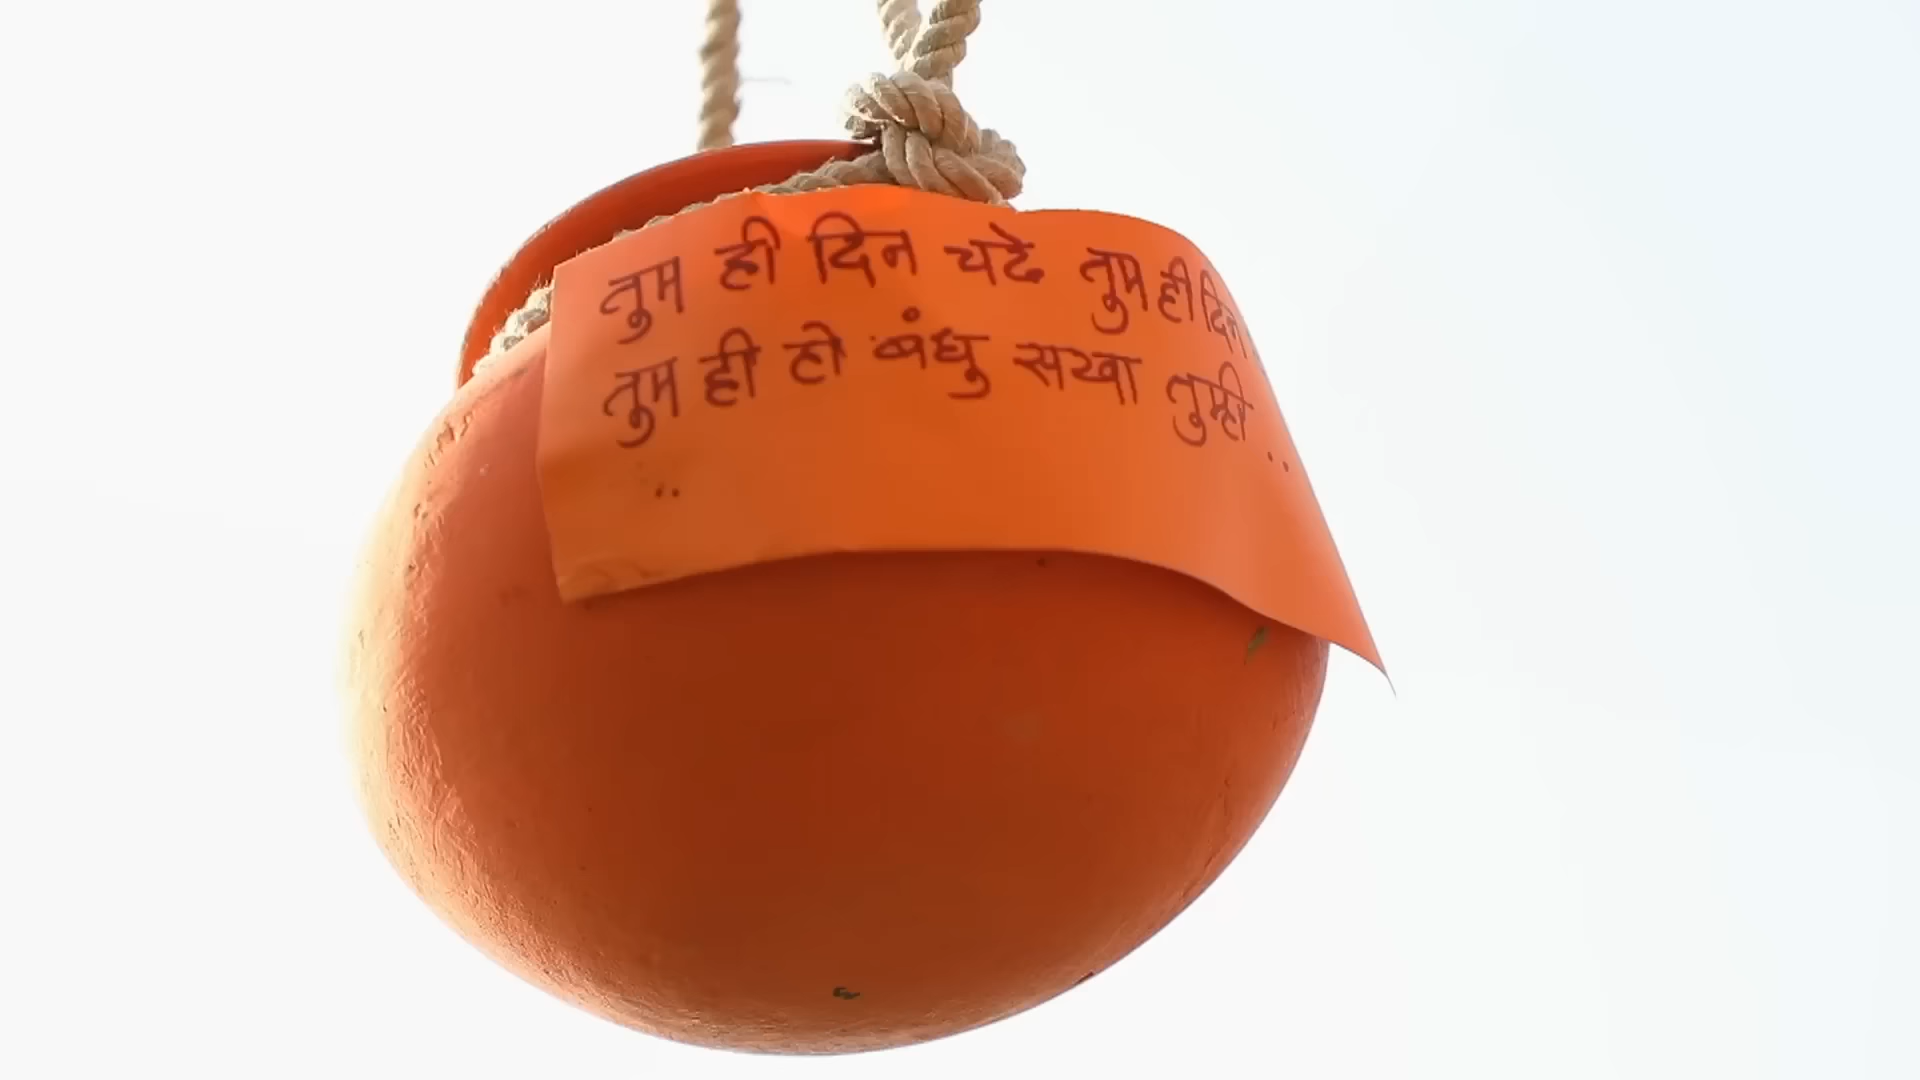 तुम ही दिन चढे तुम ही दिन
तुम ही हो बंधु सखा तुम्ही ..
..